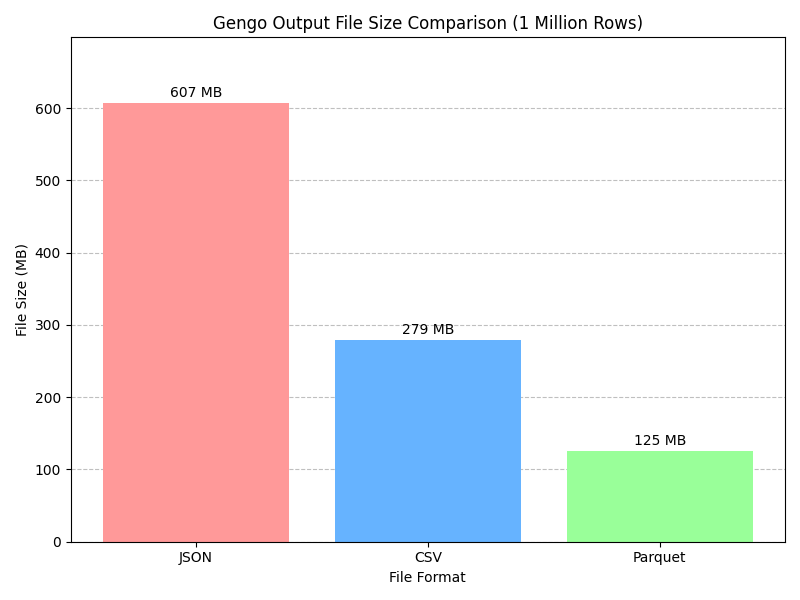 Gengo Output File Size Comparison (1 Million Rows)
607 MB
279 MB
125 MB
600
500
400
300
200
100
0
File Size (MB)
JSON
CSV
Parquet
File Format